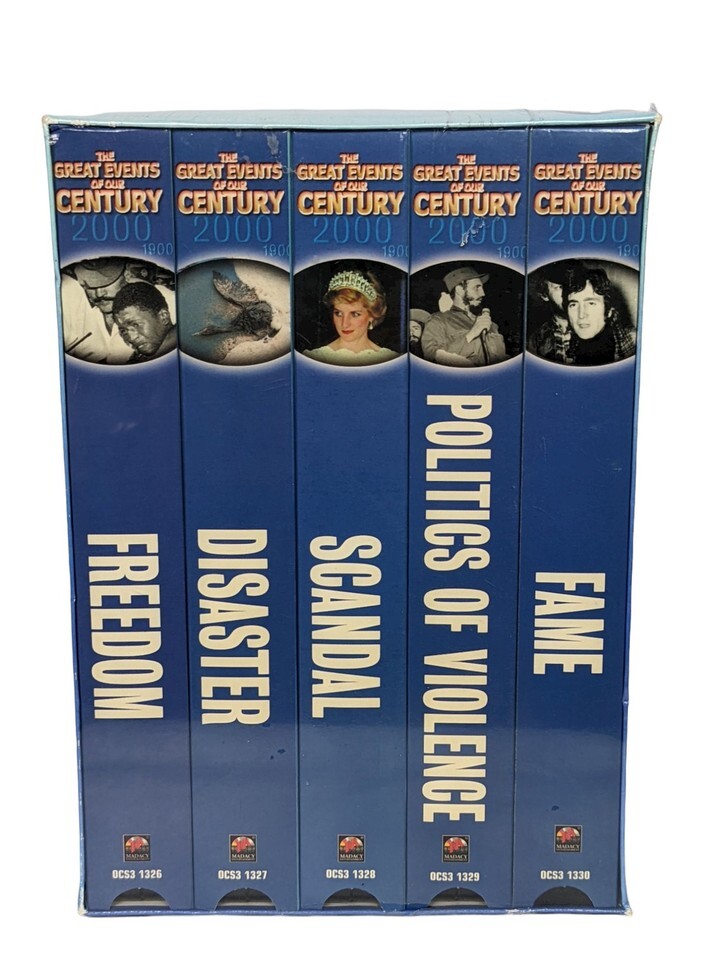 THE
GREAT EVENTS
OF OUR
CENTURY
2000
1900
FREEDOM
MADACY
OCS3 1326
THE
GREAT EVENTS
OF OUR
CENTURY
2000
1900
DISASTER
MADACY
OCS3 1327
THE
GREAT EVENTS
OF OUR
CENTURY
2000
1900
SCANDAL
MADACY
OCS3 1328
THE
GREAT EVENTS
OF OUR
CENTURY
2000
1900
POLITICS OF VIOLENCE
MADACY
OCS3 1329
THE
GREAT EVENTS
OF OUR
CENTURY
2000
1900
FAME
MADACY
OCS3 1330